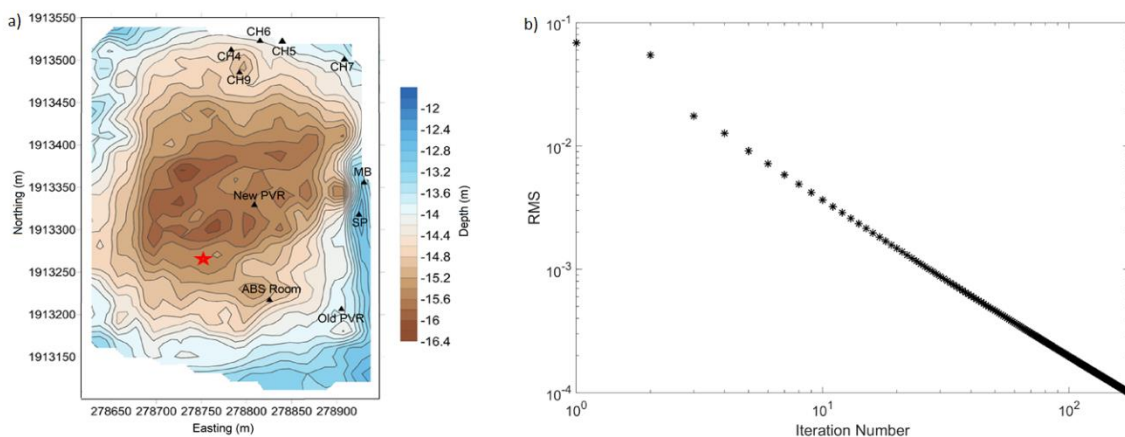 a)
1913550
1913500
1913450
1913400
1913350
1913300
1913250
1913200
1913150
Northing (m)
CH6
CH4
CH5
CH9
CH7
MB
New PVR
SP
ABS Room
Old PVR
278650 278700 278750 278800 278850 278900
Easting (m)
-12
-12.4
-12.8
-13.2
-13.6
-14
-14.4
-14.8
-15.2
-15.6
-16
-16.4
Depth (m)
b)
10-1
10-2
10-3
10-4
RMS
100 101 102
Iteration Number